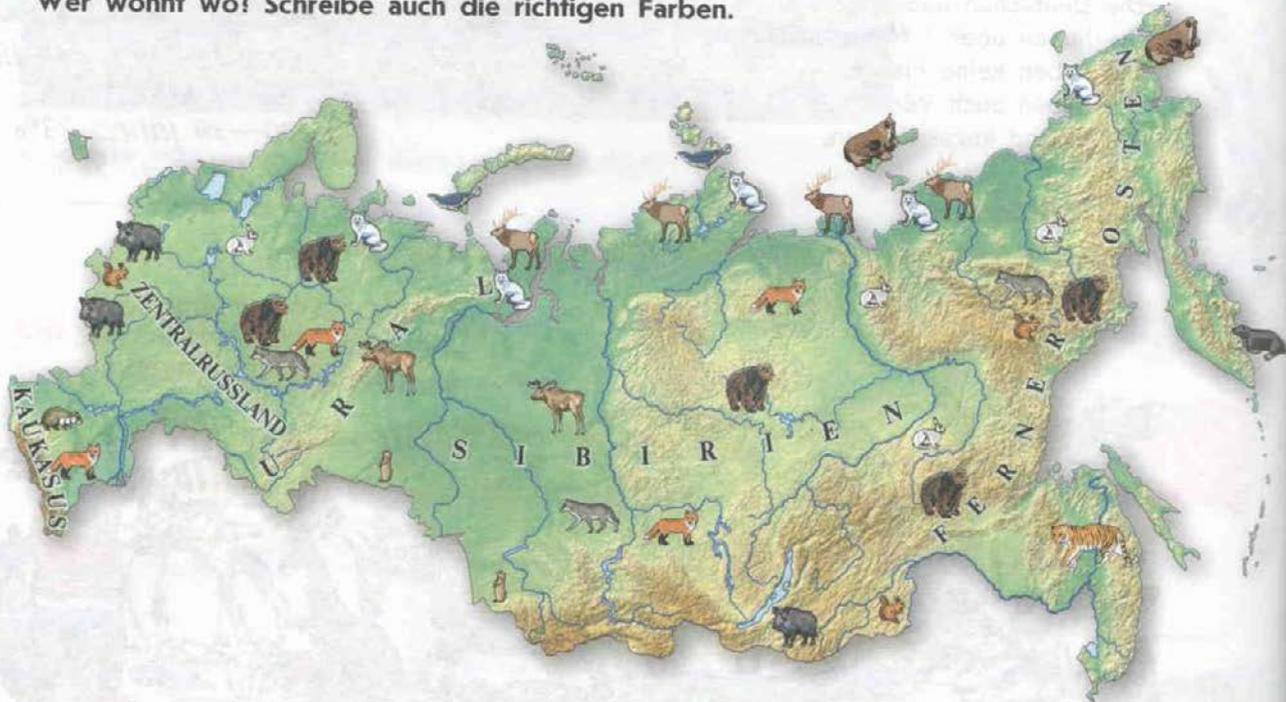 Wer wohnt wo? Schreibe auch die richtigen Farben.
ZENTRALRUSSLAND
KAUKASUS
URAL
SIBIRIEN
FERNER OSTEN